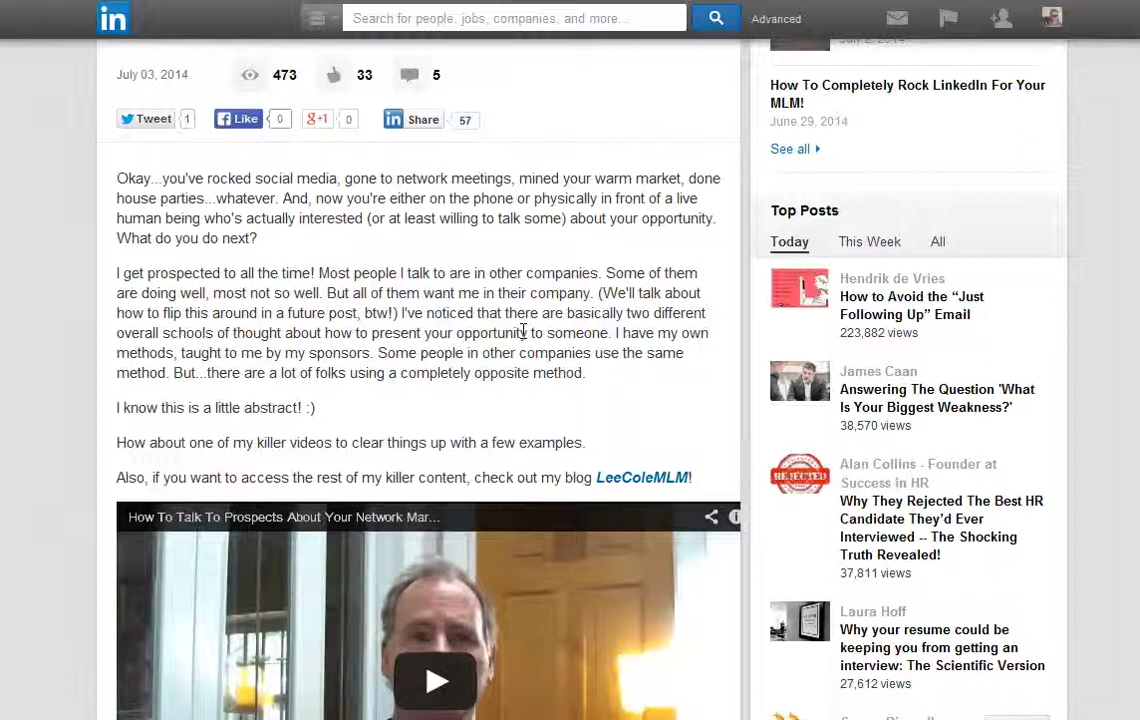 in
Search for people, jobs, companies, and more...
Advanced
July 03, 2014
473
33
5
Tweet
1
Like
0
g+1
0
in Share
57
Okay...you've rocked social media, gone to network meetings, mined your warm market, done
house parties...whatever. And, now you're either on the phone or physically in front of a live
human being who's actually interested (or at least willing to talk some) about your opportunity.
What do you do next?
I get prospected to all the time! Most people I talk to are in other companies. Some of them
are doing well, most not so well. But all of them want me in their company. (We'll talk about
how to flip this around in a future post, btw!) I've noticed that there are basically two different
overall schools of thought about how to present your opportunity to someone. I have my own
methods, taught to me by my sponsors. Some people in other companies use the same
method. But...there are a lot of folks using a completely opposite method.
I know this is a little abstract! :)
How about one of my killer videos to clear things up with a few examples.
Also, if you want to access the rest of my killer content, check out my blog LeeColeMLM!
How To Talk To Prospects About Your Network Mar...
July 2, 2014
How To Completely Rock LinkedIn For Your
MLM!
June 29, 2014
See all
Top Posts
Today
This Week
All
Hendrik de Vries
How to Avoid the “Just
Following Up” Email
223,882 views
James Caan
Answering The Question 'What
Is Your Biggest Weakness?'
38,570 views
REJECTED
Alan Collins - Founder at
Success in HR
Why They Rejected The Best HR
Candidate They’d Ever
Interviewed -- The Shocking
Truth Revealed!
37,811 views
Laura Hoff
Why your resume could be
keeping you from getting an
interview: The Scientific Version
27,612 views